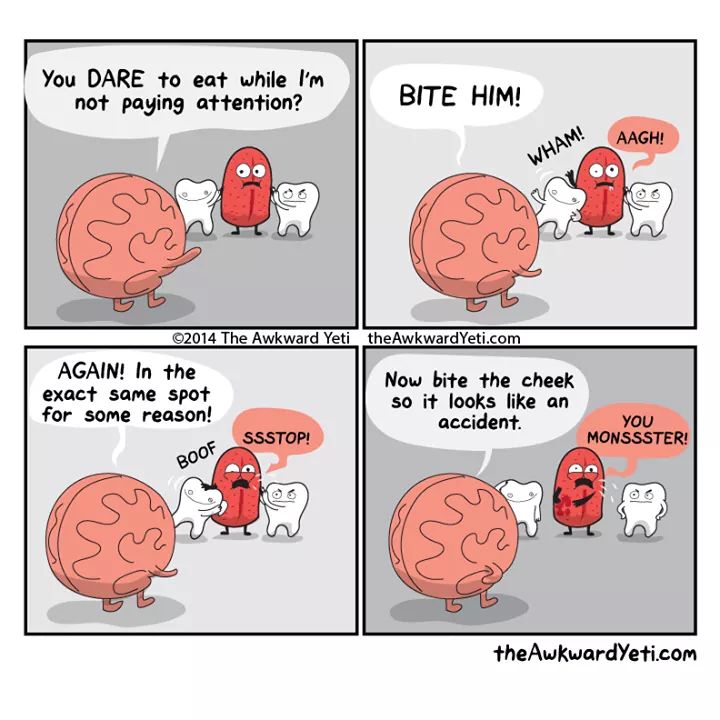 You DARE to eat while I'm
not paying attention?
BITE HIM!
WHAM!
AAGH!
©2014 The Awkward Yeti theAwkwardYeti.com
AGAIN! In the
exact same spot
for some reason!
BOOF
SSSTOP!
Now bite the cheek
so it looks like an
accident.
YOU
MONSSSTER!
theAwkwardYeti.com